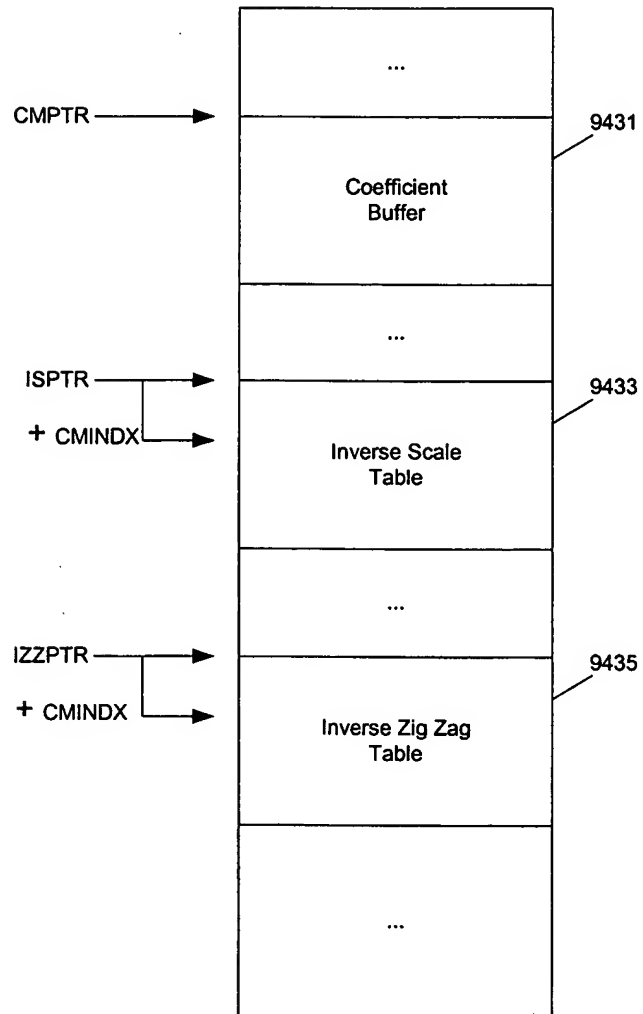 ...
CMPTR
9431
Coefficient
Buffer
...
ISPTR
9433
+ CMINDX
Inverse Scale
Table
...
IZZPTR
9435
+ CMINDX
Inverse Zig Zag
Table
...